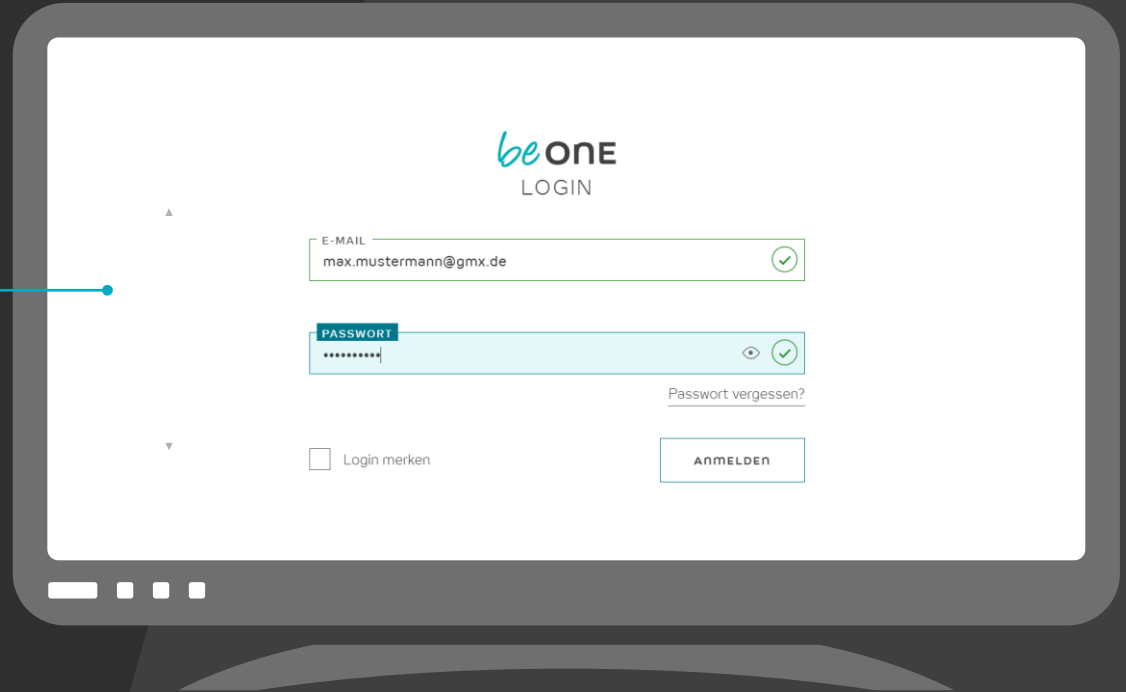 be ONE
LOGIN
E-MAIL
max.mustermann@gmx.de
PASSWORT
••••••••••
Passwort vergessen?
Login merken
ANMELDEN